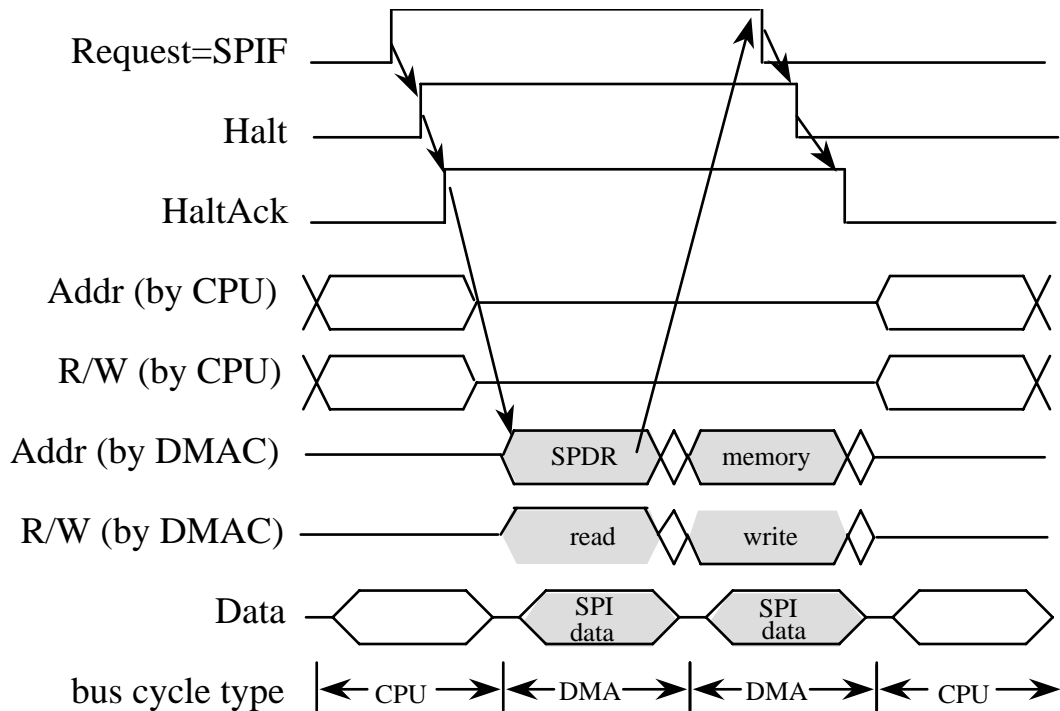 Request=SPIF
Halt
HaltAck
Addr (by CPU)
R/W (by CPU)
Addr (by DMAC) SPDR memory
R/W (by DMAC) read write
Data SPI data SPI data
bus cycle type CPU DMA DMA CPU